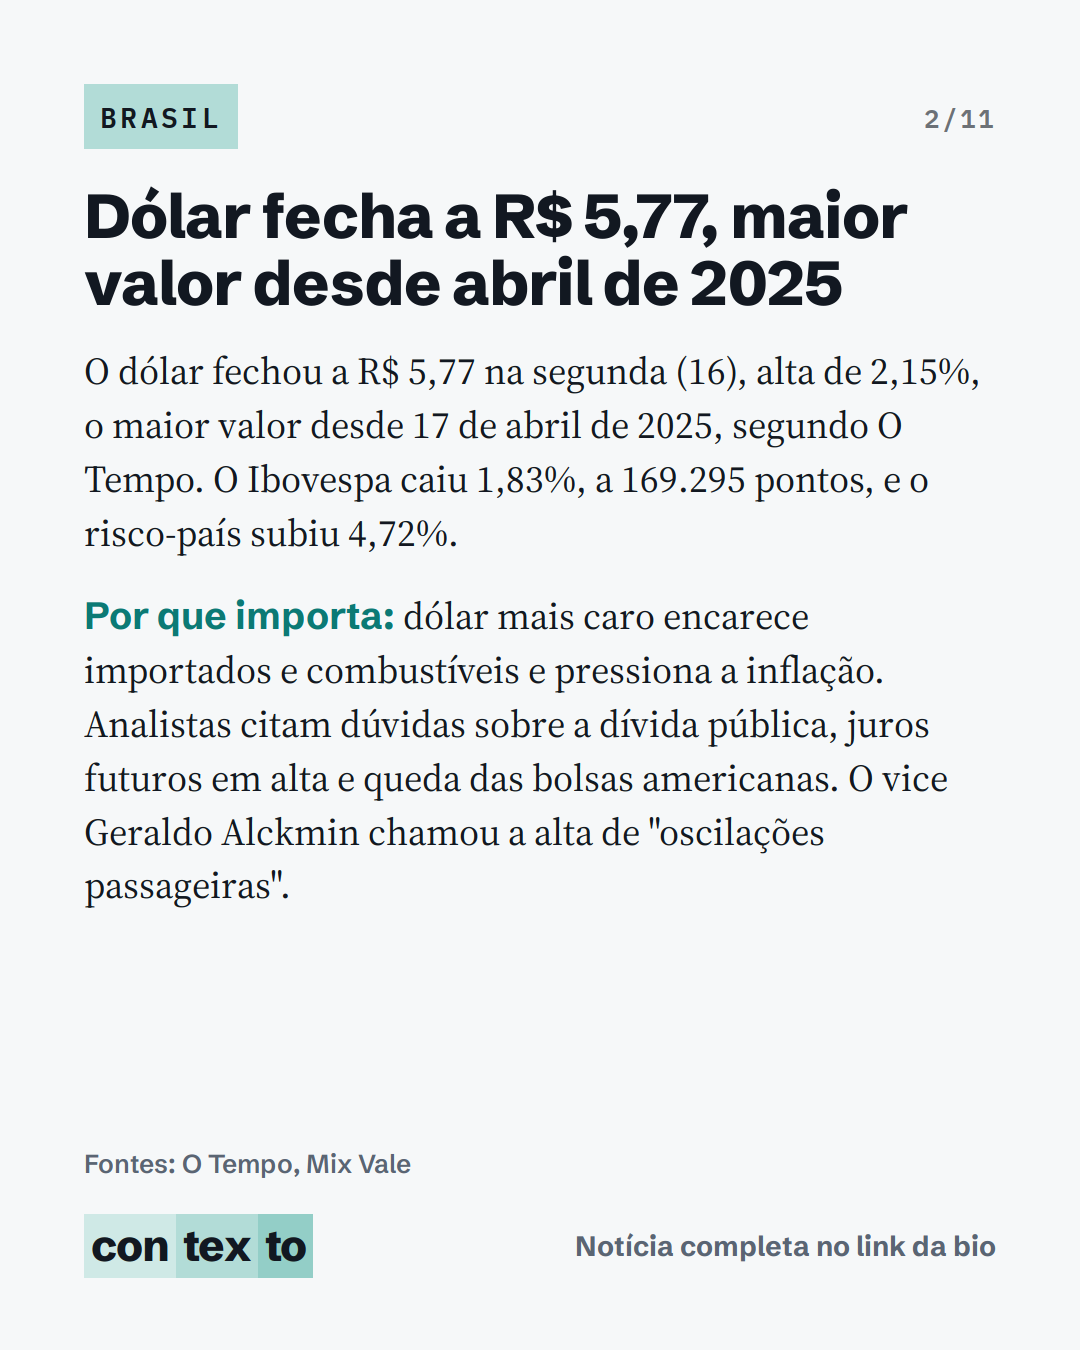 BRASIL
2/11
Dólar fecha a R$ 5,77, maior
valor desde abril de 2025
O dólar fechou a R$ 5,77 na segunda (16), alta de 2,15%,
o maior valor desde 17 de abril de 2025, segundo O
Tempo. O Ibovespa caiu 1,83%, a 169.295 pontos, e o
risco-país subiu 4,72%.
Por que importa: dólar mais caro encarece
importados e combustíveis e pressiona a inflação.
Analistas citam dúvidas sobre a dívida pública, juros
futuros em alta e queda das bolsas americanas. O vice
Geraldo Alckmin chamou a alta de "oscilações
passageiras".
Fontes: O Tempo, Mix Vale
contexto
Notícia completa no link da bio